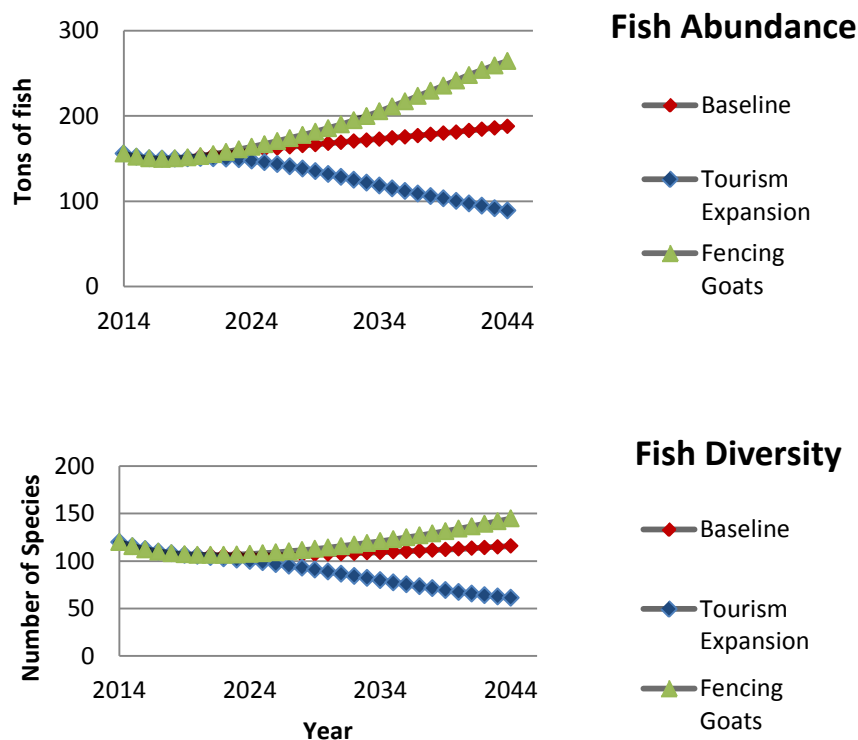 Fish Abundance
Tons of fish
300
200
100
0
2014 2024 2034 2044
Baseline
Tourism
Expansion
Fencing
Goats
Fish Diversity
Number of Species
200
150
100
50
0
2014 2024 2034 2044
Year
Baseline
Tourism
Expansion
Fencing
Goats